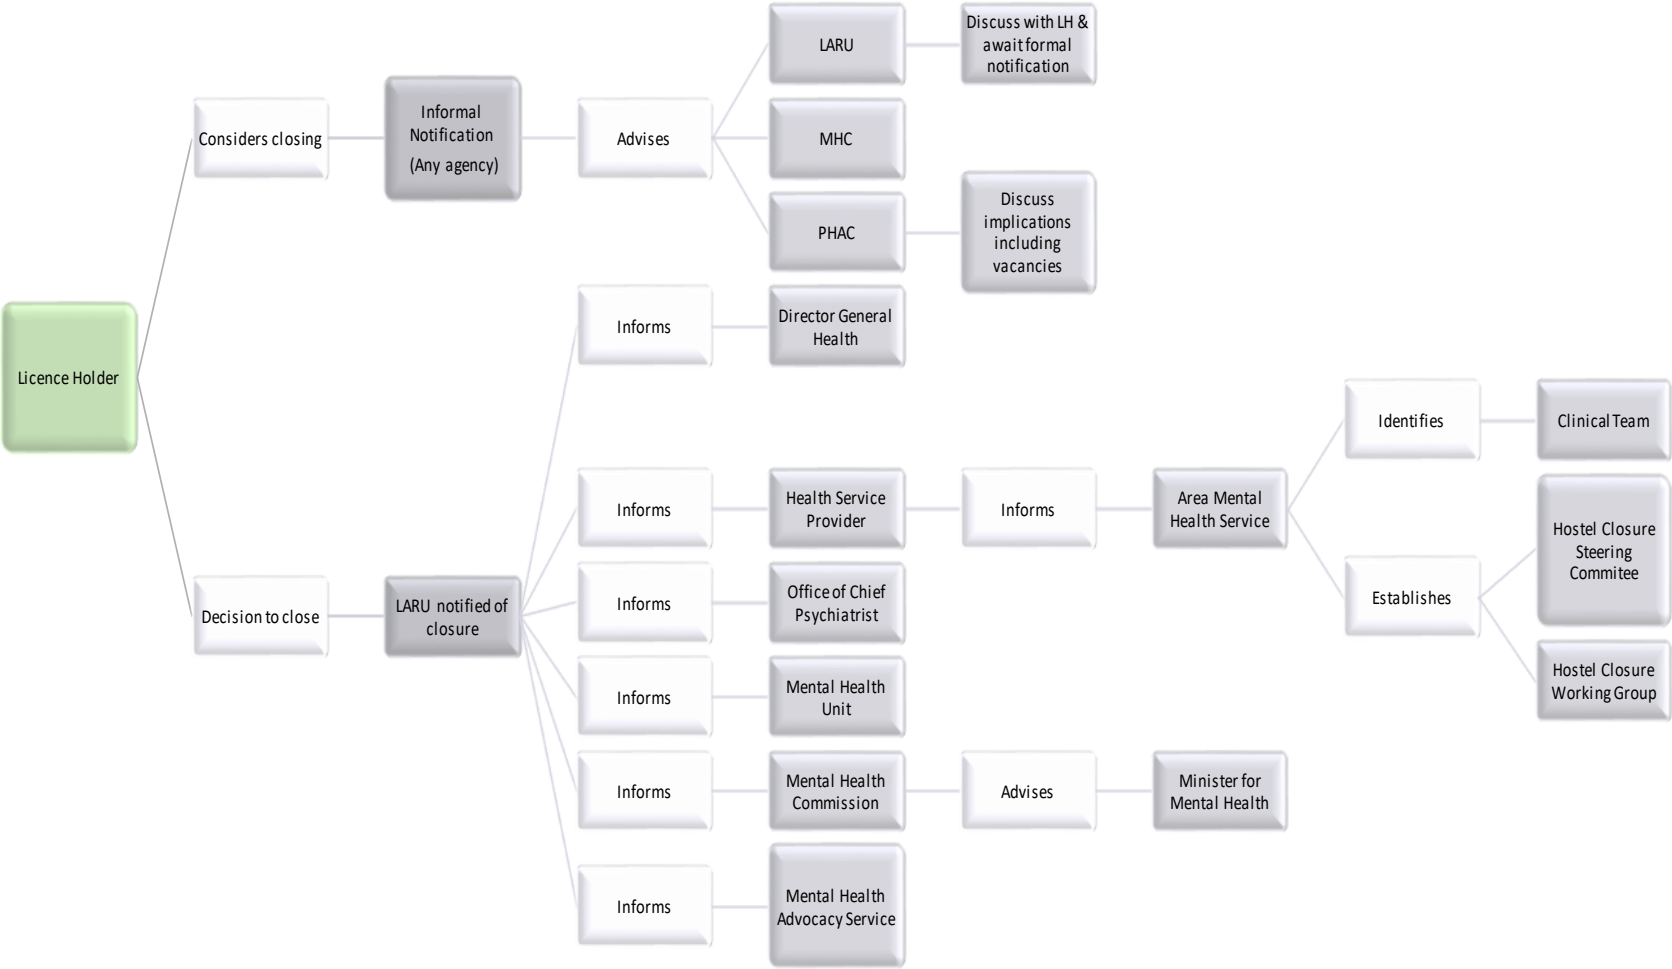 Licence Holder
Considers closing
Informal
Notification
(Any agency)
Advises
LARU
Discuss with LH &
await formal
notification
MHC
PHAC
Discuss
implications
including
vacancies
Decision to close
LARU notified of
closure
Informs
Director General
Health
Informs
Health Service
Provider
Informs
Area Mental
Health Service
Identifies
Clinical Team
Establishes
Hostel Closure
Steering
Commitee
Hostel Closure
Working Group
Informs
Office of Chief
Psychiatrist
Informs
Mental Health
Unit
Informs
Mental Health
Commission
Advises
Minister for
Mental Health
Informs
Mental Health
Advocacy Service